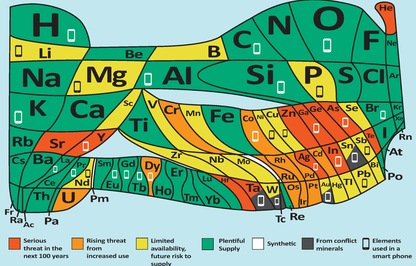 H
He
Li
Be
B
C
N
O
F
Ne
Na
Mg
Al
Si
P
S
Cl
Ar
K
Ca
Sc
Ti
V
Cr
Mn
Fe
Co
Ni
Cu
Zn
Ga
Ge
As
Se
Br
Kr
Rb
Sr
Y
Zr
Nb
Mo
Ru
Rh
Pd
Ag
Cd
In
Sn
Sb
Te
I
Rn
At
Po
Cs
Ba
La
Ce
Pr
Nd
Pm
Sm
Eu
Gd
Tb
Dy
Ho
Er
Tm
Yb
Lu
Hf
Ta
W
Re
Os
Ir
Pt
Au
Hg
Tl
Pb
Bi
Fr
Ra
Ac
Th
Pa
U
Tc
Serious
threat in the
next 100 years
Rising threat
from
increased use
Limited
availability,
future risk to
supply
Plentiful
Supply
Synthetic
From conflict
minerals
Elements
used in a
smart phone